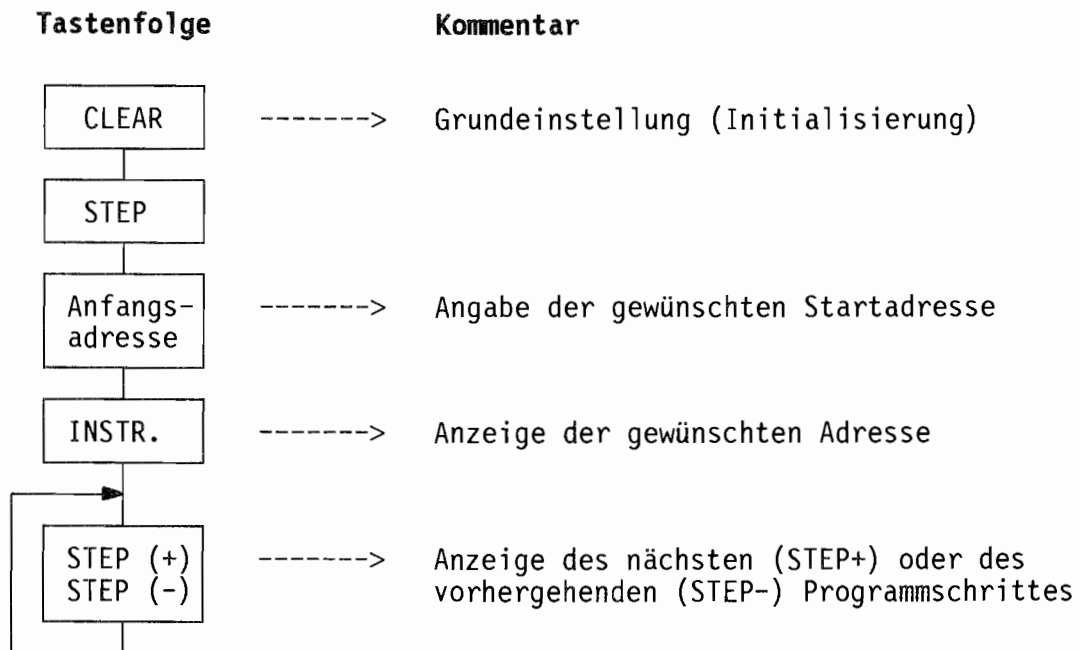 Tastenfolge Kommentar
CLEAR -------> Grundeinstellung (Initialisierung)
STEP
Anfangs- -------> Angabe der gewünschten Startadresse
adresse
INSTR. -------> Anzeige der gewünschten Adresse
STEP (+) -------> Anzeige des nächsten (STEP+) oder des
STEP (-) vorhergehenden (STEP-) Programmschrittes